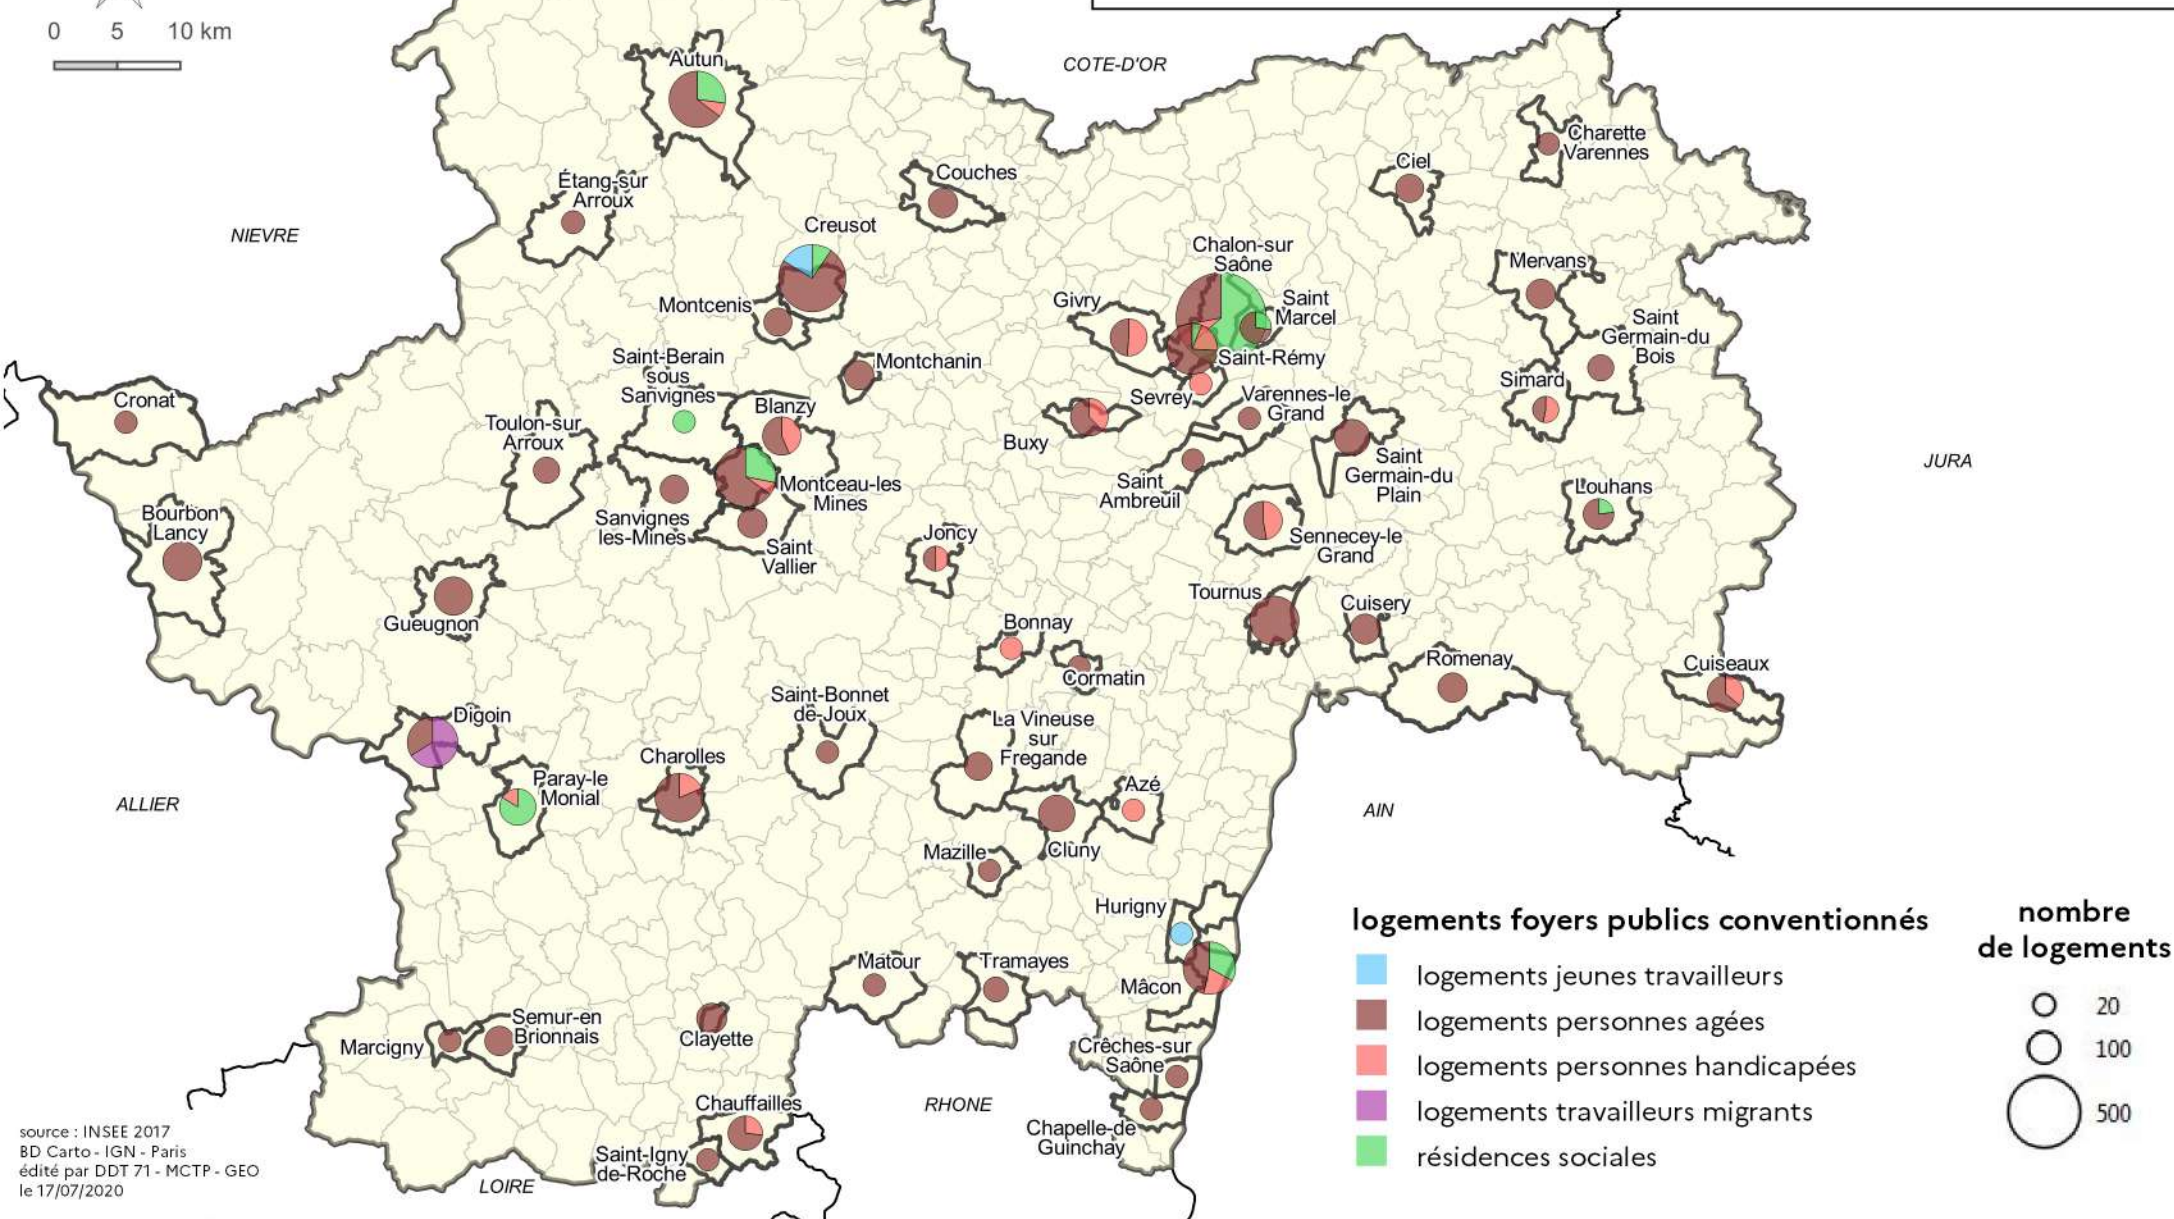 0 5 10 km
COTE-D'OR
Autun
Charette
Varennes
Ciel
Couches
Étang-sur
Arroux
NIEVRE
Creusot
Chalon-sur
Saône
Mervans
Montcenis
Givry
Saint
Marcel
Saint
Germain-du
Bois
Saint-Berain
sous
Sanvignes
Montchanin
Saint-Rémy
Simard
Cronat
Blanzy
Sevrey
Varennes-le
Grand
Toulon-sur
Arroux
Buxy
Saint
Germain-du
Plain
JURA
Montceau-les
Mines
Saint
Ambreuil
Louhans
Bourbon
Lancy
Sanvignes
les-Mines
Saint
Vallier
Joncy
Sennecey-le
Grand
Tournus
Cuisery
Gueugnon
Bonnay
Cormatin
Romenay
Cuiseaux
Saint-Bonnet
de-Joux
Digoin
La Vineuse
sur
Fregande
Charolles
Paray-le
Monial
Azé
ALLIER
AIN
Mazille
Cluny
Hurigny
logements foyers publics conventionnés
logements jeunes travailleurs
logements personnes agées
logements personnes handicapées
logements travailleurs migrants
résidences sociales
nombre
de logements
20
100
500
Matour
Tramayes
Mâcon
Semur-en
Brionnais
Marcigny
Clayette
Crêches-sur
Saône
Chauffailles
RHONE
Chapelle-de
Guinchay
Saint-Igny
de-Roche
LOIRE
source : INSEE 2017
BD Carto - IGN - Paris
édité par DDT 71 - MCTP - GEO
le 17/07/2020